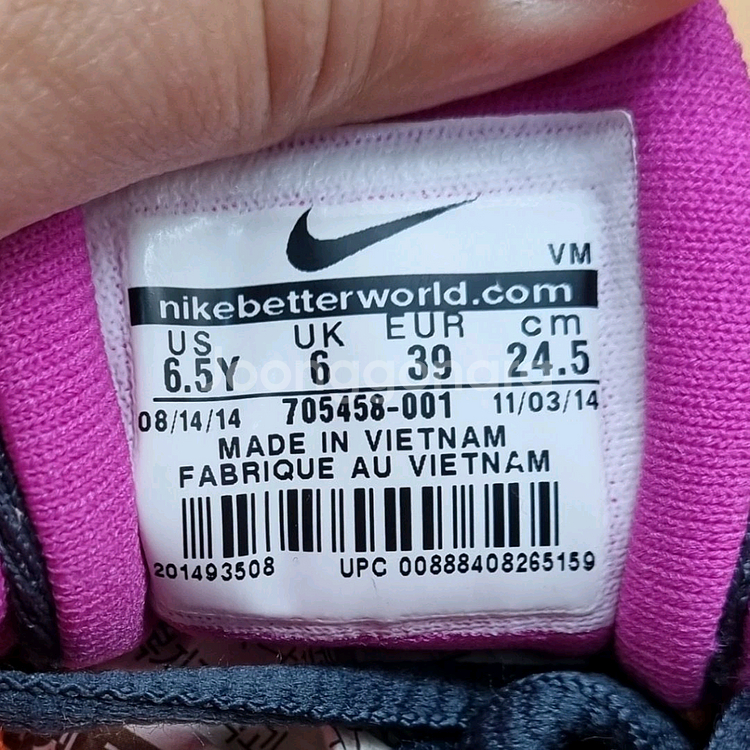 VM
nikebetterworld.com
US UK EUR cm
6.5Y 6 39 24.5
08/14/14 705458-001 11/03/14
MADE IN VIETNAM
FABRIQUE AU VIETNAM
201493508 UPC 00888408265159
Joonggonara